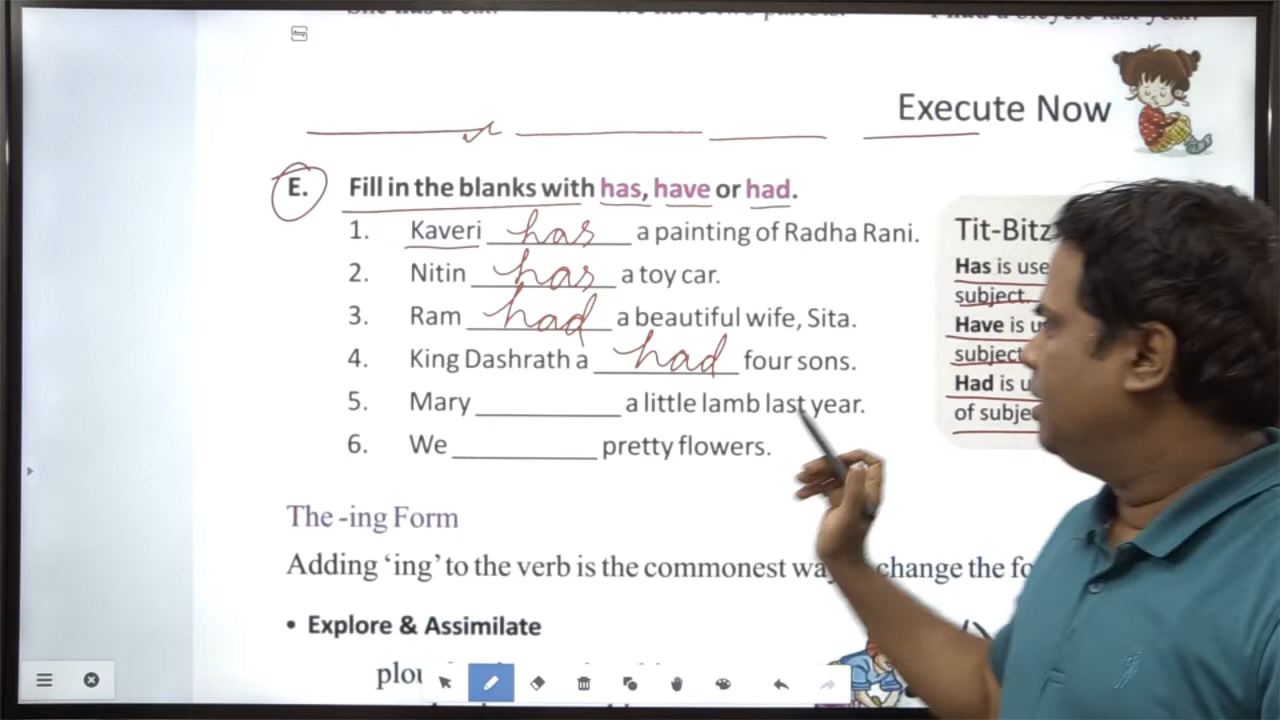 Execute Now
E. Fill in the blanks with has, have or had.
1. Kaveri has a painting of Radha Rani.
2. Nitin has a toy car.
3. Ram had a beautiful wife, Sita.
4. King Dashrath a had four sons.
5. Mary __________ a little lamb last year.
6. We __________ pretty flowers.
Tit-Bitz
Has is use
subject.
Have is u
subject
Had is u
of subje
The -ing Form
Adding ‘ing’ to the verb is the commonest wa change the fo
• Explore & Assimilate
plou